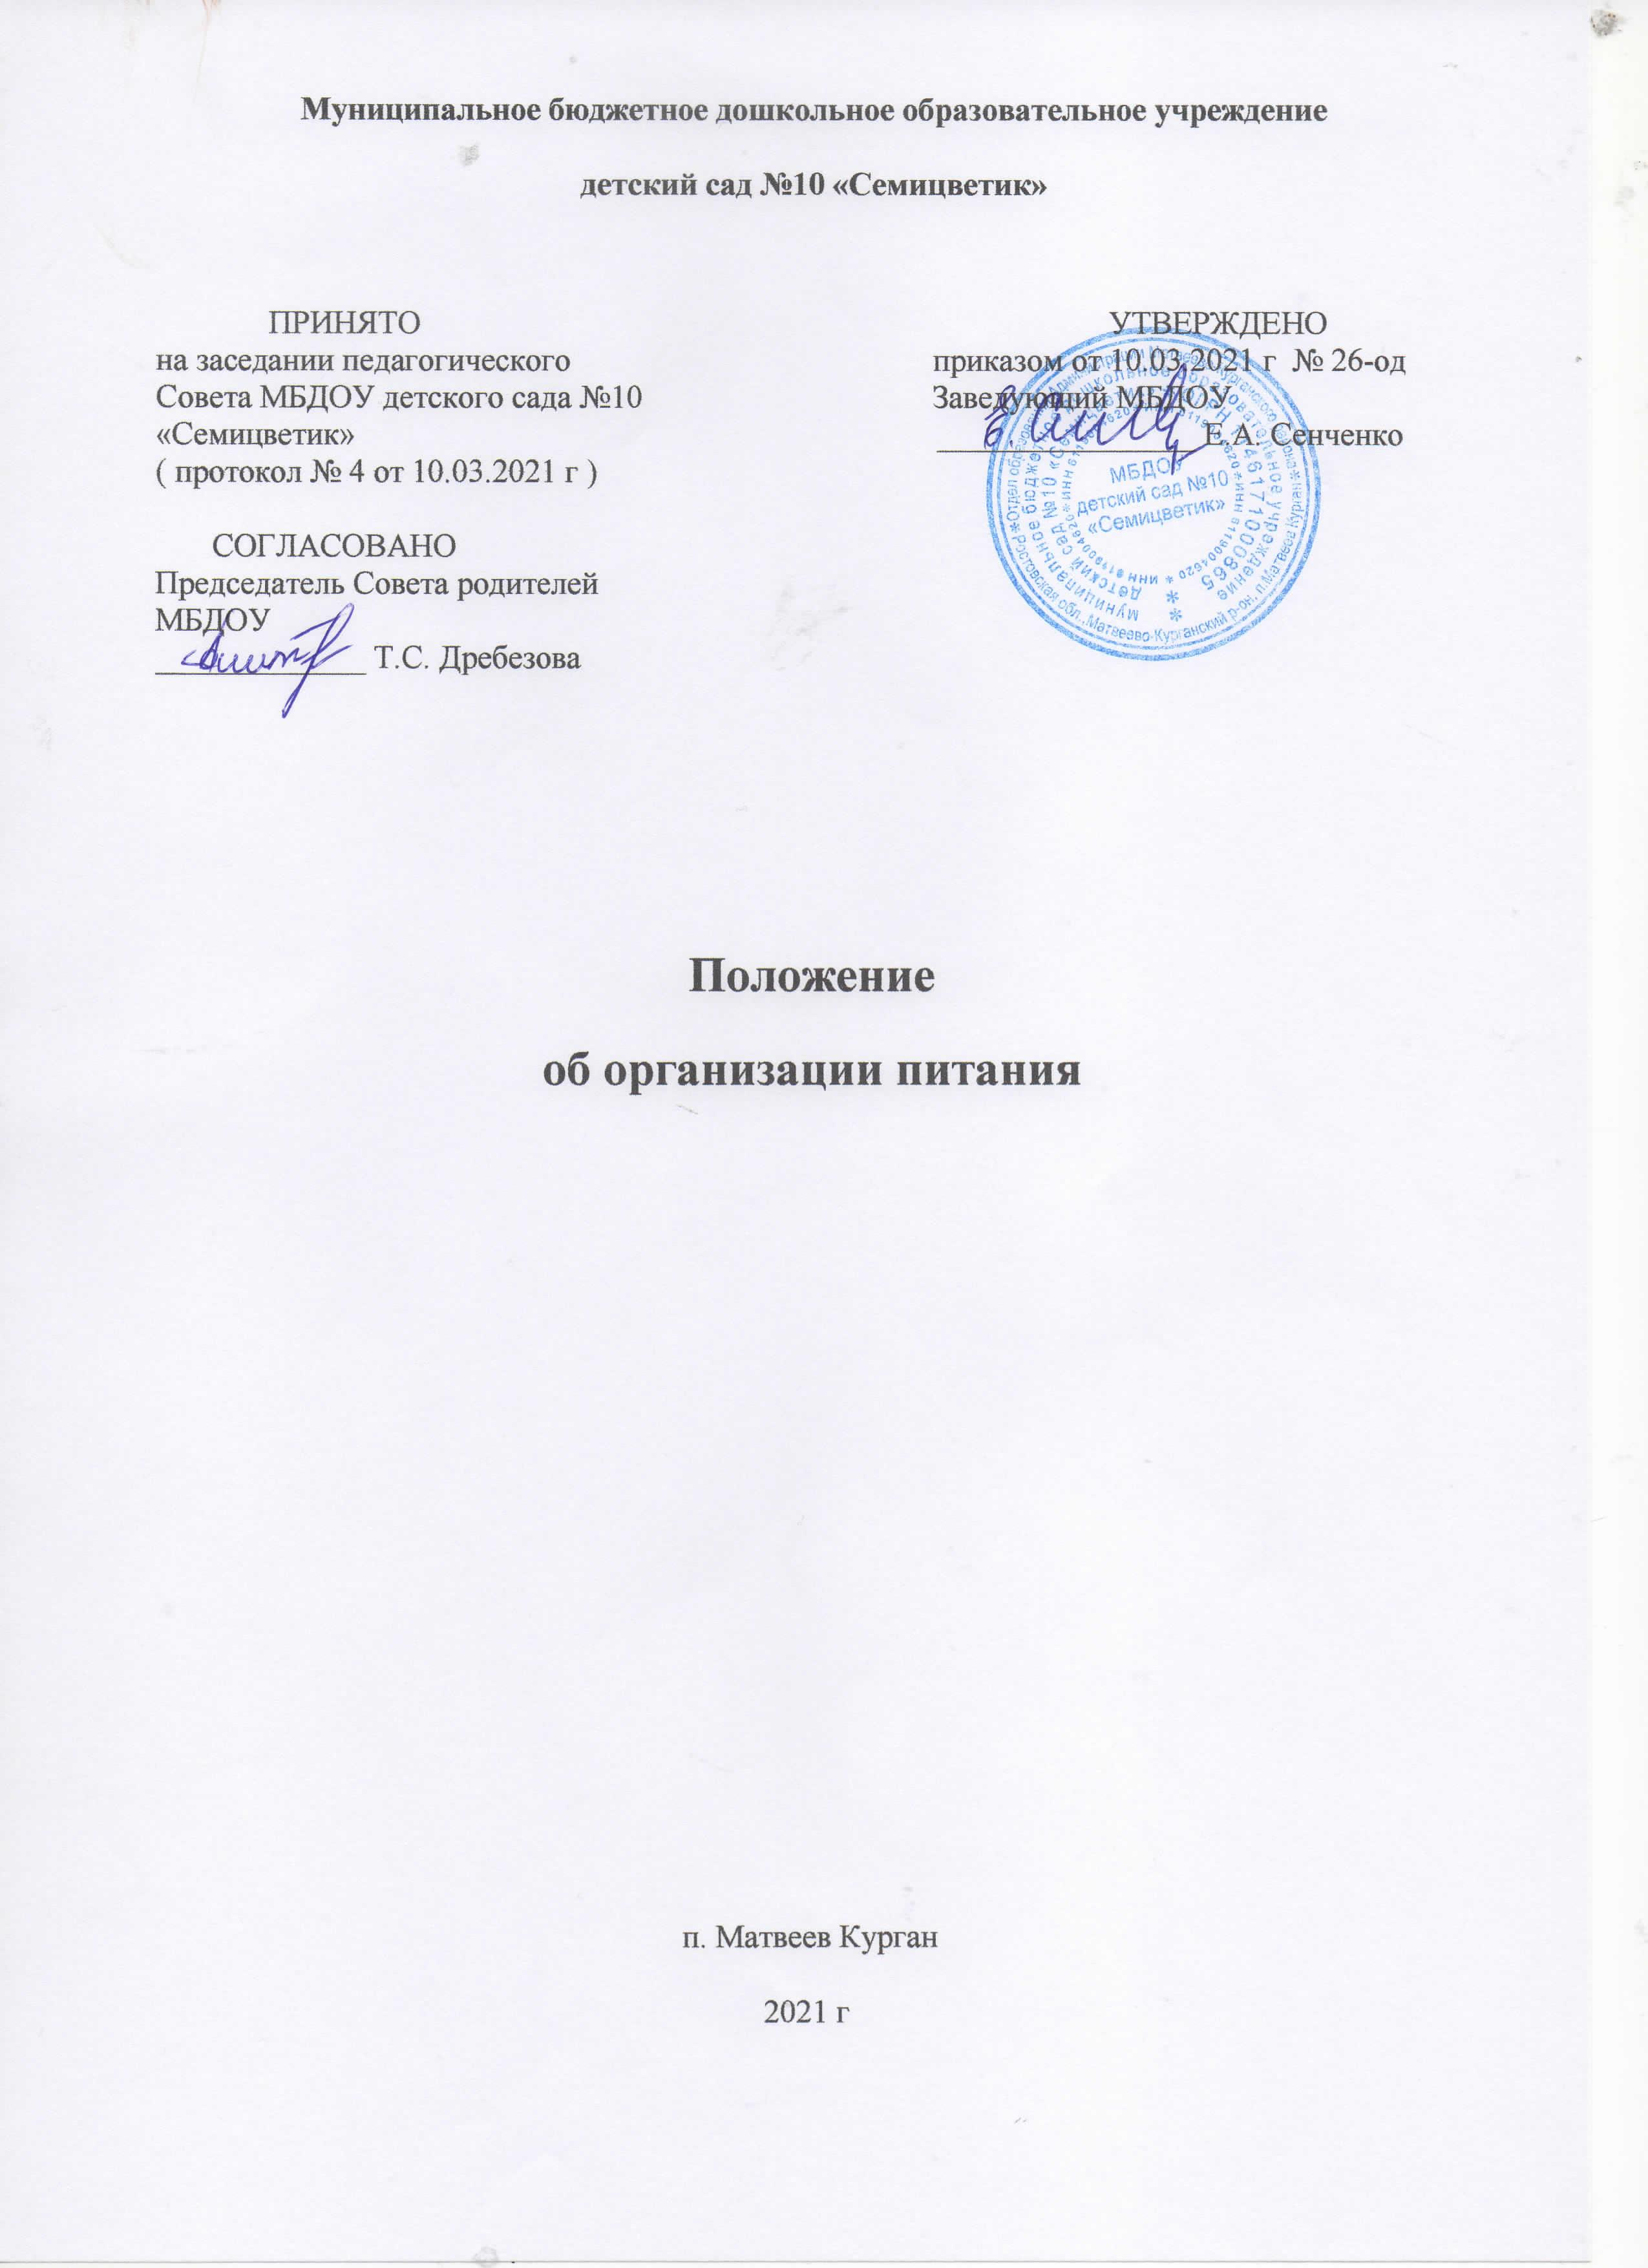 Муниципальное бюджетное дошкольное образовательное учреждение
детский сад №10 «Семицветик»
ПРИНЯТО
на заседании педагогического
Совета МБДОУ детского сада №10
«Семицветик»
( протокол № 4 от 10.03.2021 г )
СОГЛАСОВАНО
Председатель Совета родителей
МБДОУ
Т.С. Дребезова
УТВЕРЖДЕНО
приказом от 10.03.2021 г № 26-од
Заведующий МБДОУ
Е.А. Сенченко
МБДОУ
детский сад №10
«Семицветик»
Положение
об организации питания
п. Матвеев Курган
2021 г